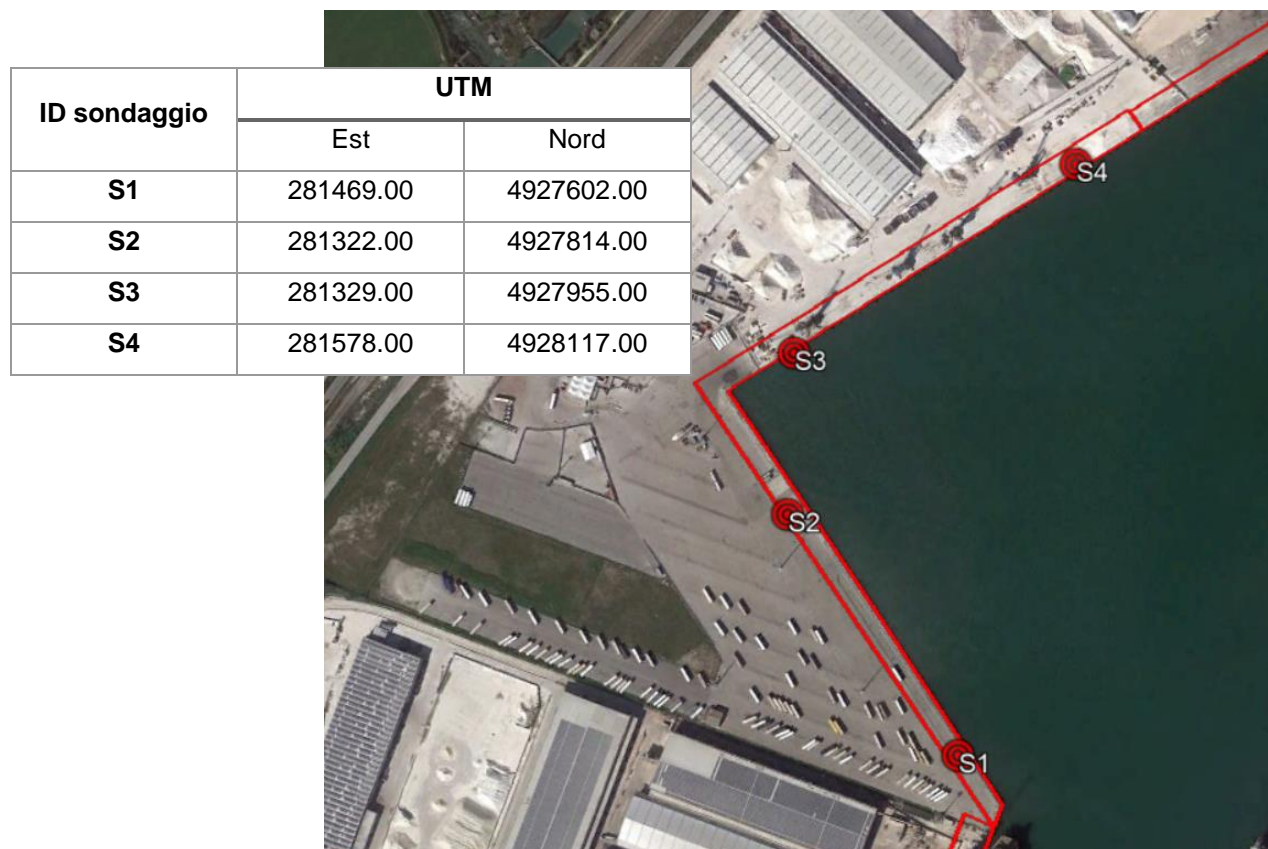 ID sondaggio UTM
Est Nord
S1 281469.00 4927602.00
S2 281322.00 4927814.00
S3 281329.00 4927955.00
S4 281578.00 4928117.00
S4
S3
S2
S1